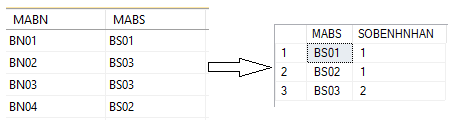 MABN MABS
BN01 BS01
BN02 BS03
BN03 BS03
BN04 BS02
MABS SOBENHNHAN
1 BS01 1
2 BS02 1
3 BS03 2